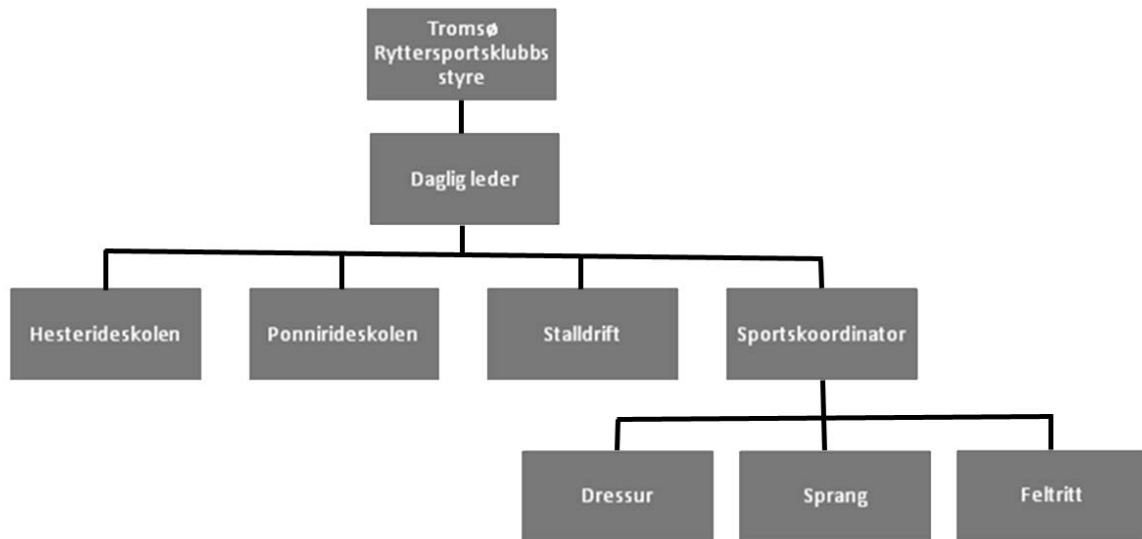 Tromsø
Ryttersportsklubbs
styre
Daglig leder
Hesterideskolen
Ponnirideskolen
Stalldrift
Sportskoordinator
Dressur
Sprang
Feltritt